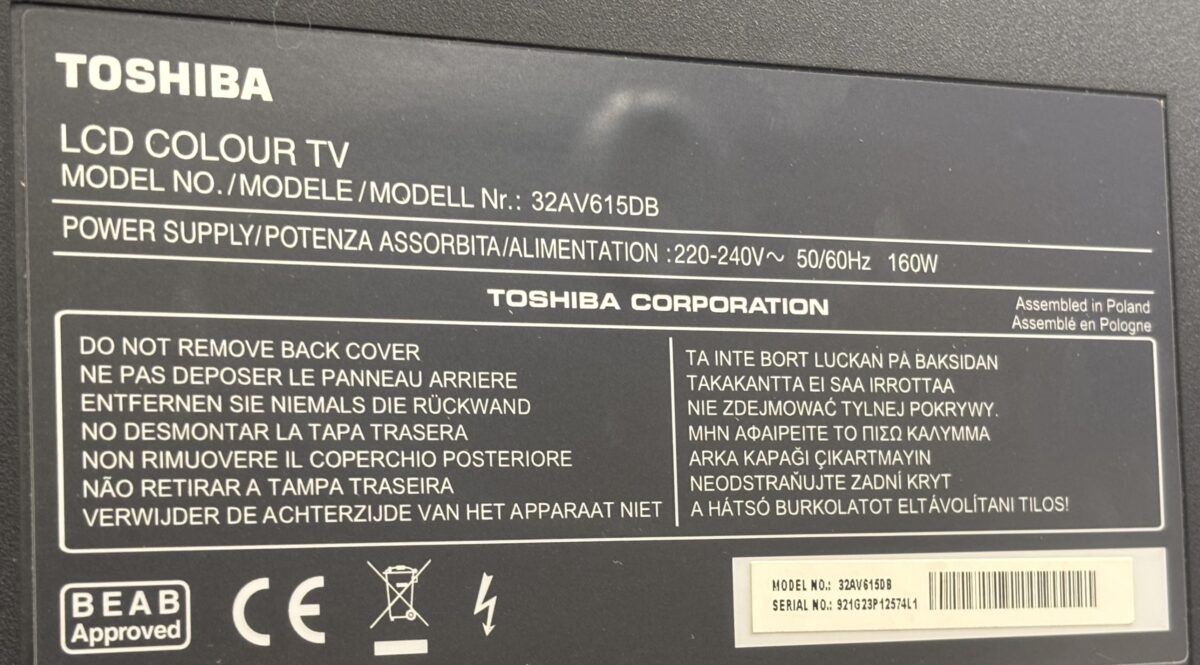 TOSHIBA
LCD COLOUR TV
MODEL NO./MODELE/MODELL Nr.: 32AV615DB
POWER SUPPLY/POTENZA ASSORBITA/ALIMENTATION :220-240V~ 50/60Hz 160W
TOSHIBA CORPORATION
Assembled in Poland
Assemblé en Pologne
DO NOT REMOVE BACK COVER
NE PAS DEPOSER LE PANNEAU ARRIERE
ENTFERNEN SIE NIEMALS DIE RÜCKWAND
NO DESMONTAR LA TAPA TRASERA
NON RIMUOVERE IL COPERCHIO POSTERIORE
NÃO RETIRAR A TAMPA TRASEIRA
VERWIJDER DE ACHTERZIJDE VAN HET APPARAAT NIET
TA INTE BORT LUCKAN PÅ BAKSIDAN
TAKAKANTTA EI SAA IRROTTAA
NIE ZDEJMOWAĆ TYLNEJ POKRYWY.
ΜΗΝ ΑΦΑΙΡΕΙΤΕ ΤΟ ΠΙΣΩ ΚΑΛΥΜΜΑ
ARKA KAPAĞI ÇIKARTMAYIN
NEODSTRAŇUJTE ZADNÍ KRYT
A HÁTSÓ BURKOLATOT ELTÁVOLÍTANI TILOS!
BEAB
Approved
CE
MODEL NO.: 32AV615DB
SERIAL NO.: 921G23P12574L1